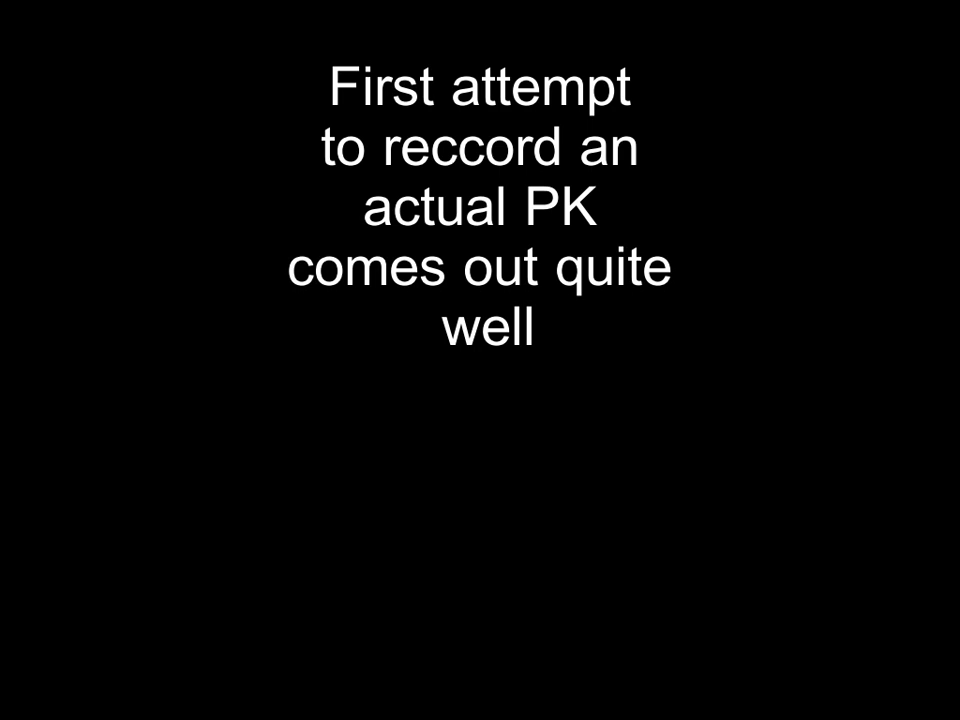 First attempt
to reccord an
actual PK
comes out quite
well